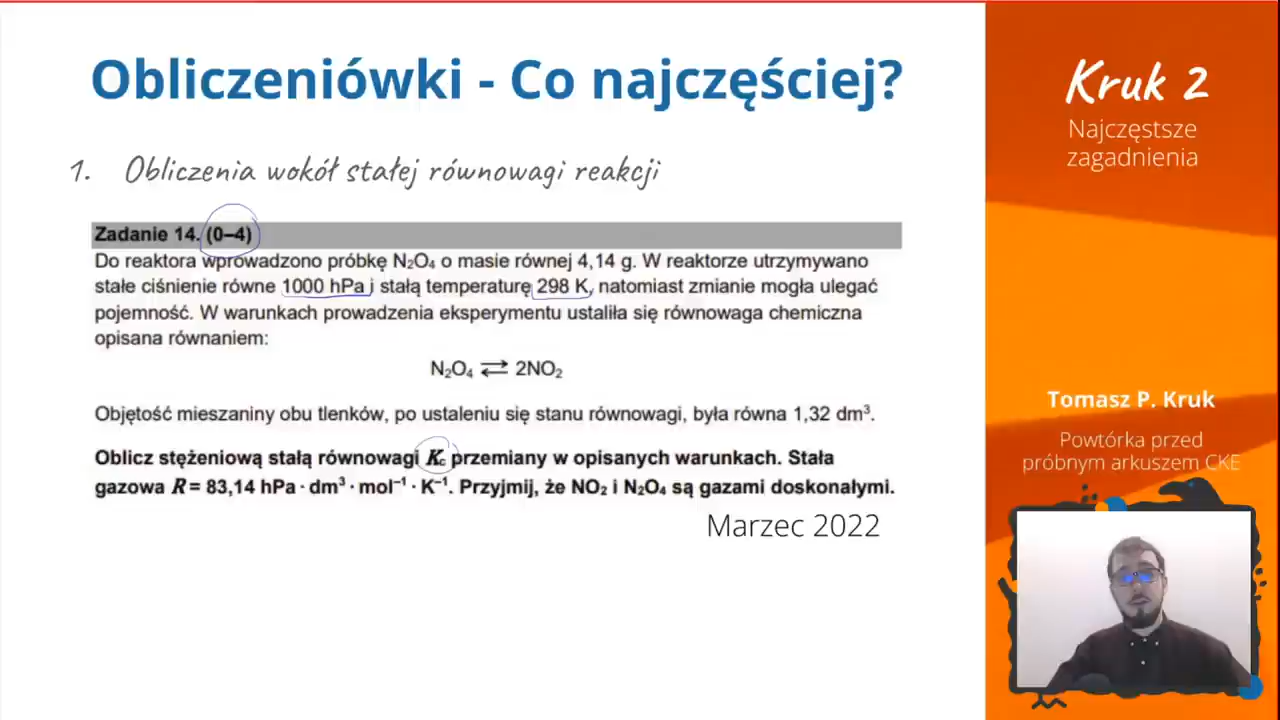 Obliczeniówki - Co najczęściej?
1. Obliczenia wokół stałej równowagi reakcji
Zadanie 14. (0–4)
Do reaktora wprowadzono próbkę N₂O₄ o masie równej 4,14 g. W reaktorze utrzymywano
stałe ciśnienie równe 1000 hPa i stałą temperaturę 298 K, natomiast zmianie mogła ulegać
pojemność. W warunkach prowadzenia eksperymentu ustaliła się równowaga chemiczna
opisana równaniem:
N₂O₄ ⇄ 2NO₂
Objętość mieszaniny obu tlenków, po ustaleniu się stanu równowagi, była równa 1,32 dm³.
Oblicz stężeniową stałą równowagi K꜀ przemiany w opisanych warunkach. Stała
gazowa R = 83,14 hPa · dm³ · mol⁻¹ · K⁻¹. Przyjmij, że NO₂ i N₂O₄ są gazami doskonałymi.
Marzec 2022
Kruk 2
Najczęstsze
zagadnienia
Tomasz P. Kruk
Powtórka przed
próbnym arkuszem CKE